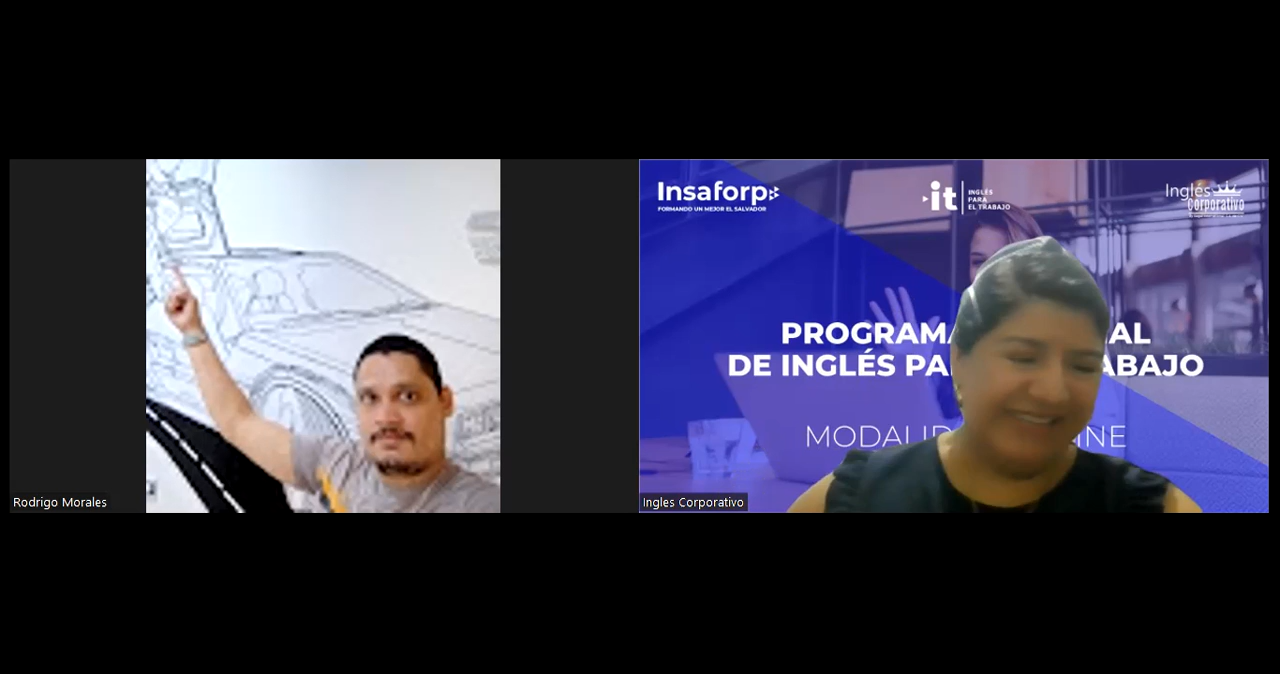 Insaforp
FORMANDO UN MEJOR EL SALVADOR
it
INGLÉS
PARA
EL TRABAJO
Inglés
Corporativo
PROGRAMA AL
DE INGLÉS PA ABAJO
MODALID INE
Rodrigo Morales
Ingles Corporativo